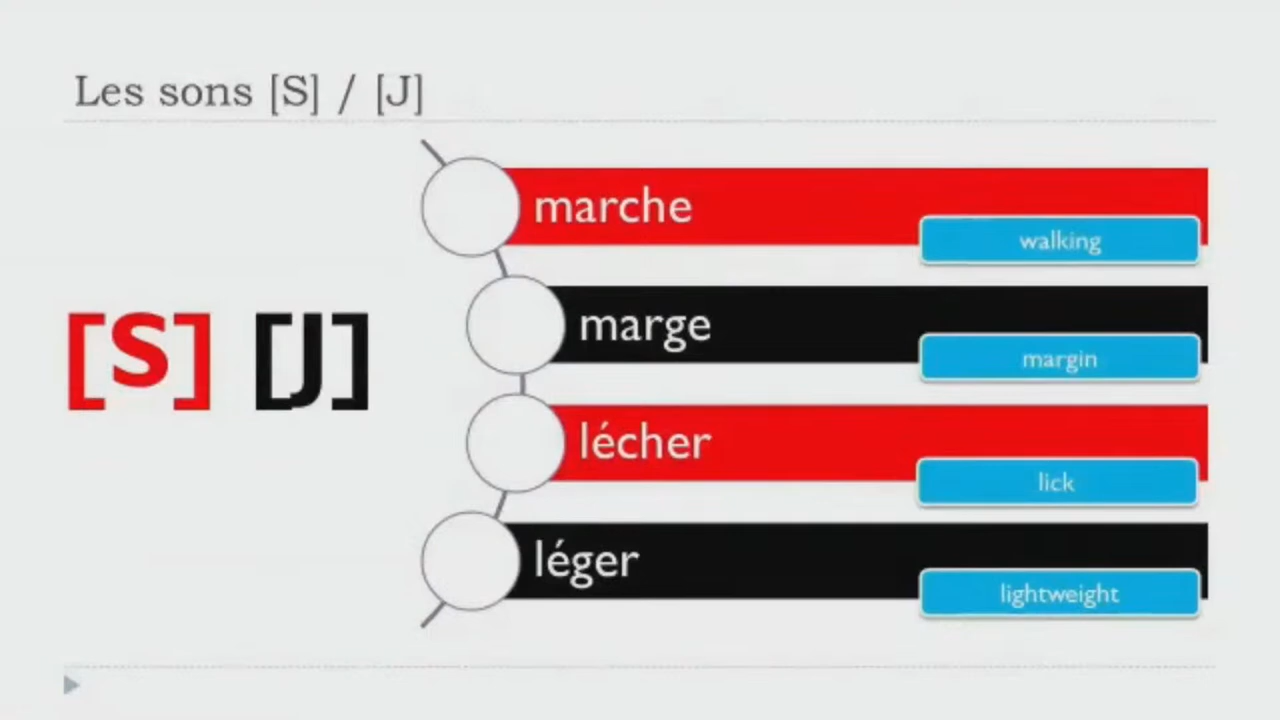 Les sons [S] / [J]
[S] [J]
marche
walking
marge
margin
lécher
lick
léger
lightweight